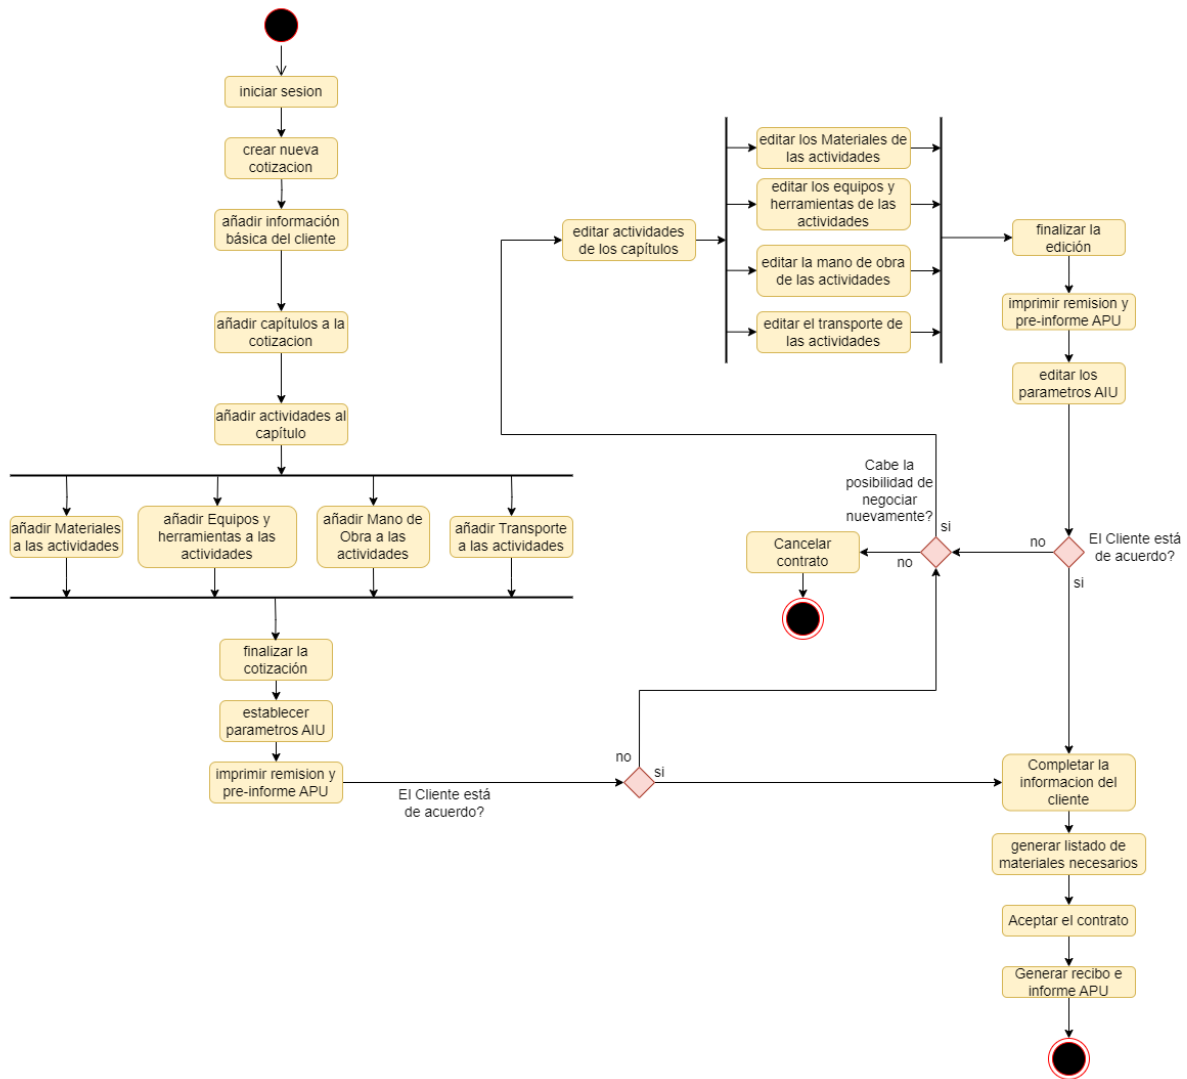 iniciar sesion
crear nueva
cotizacion
añadir información
básica del cliente
añadir capítulos a la
cotizacion
añadir actividades al
capítulo
añadir Materiales
a las actividades
añadir Equipos y
herramientas a las
actividades
añadir Mano de
Obra a las
actividades
añadir Transporte
a las actividades
finalizar la
cotización
establecer
parametros AIU
imprimir remision y
pre-informe APU
El Cliente está
de acuerdo?
no
si
Cabe la
posibilidad de
negociar
nuevamente?
si
no
Cancelar
contrato
editar actividades
de los capítulos
editar los Materiales de
las actividades
editar los equipos y
herramientas de las
actividades
editar la mano de obra
de las actividades
editar el transporte de
las actividades
finalizar la
edición
imprimir remision y
pre-informe APU
editar los
parametros AIU
El Cliente está
de acuerdo?
no
si
Completar la
informacion del
cliente
generar listado de
materiales necesarios
Aceptar el contrato
Generar recibo e
informe APU